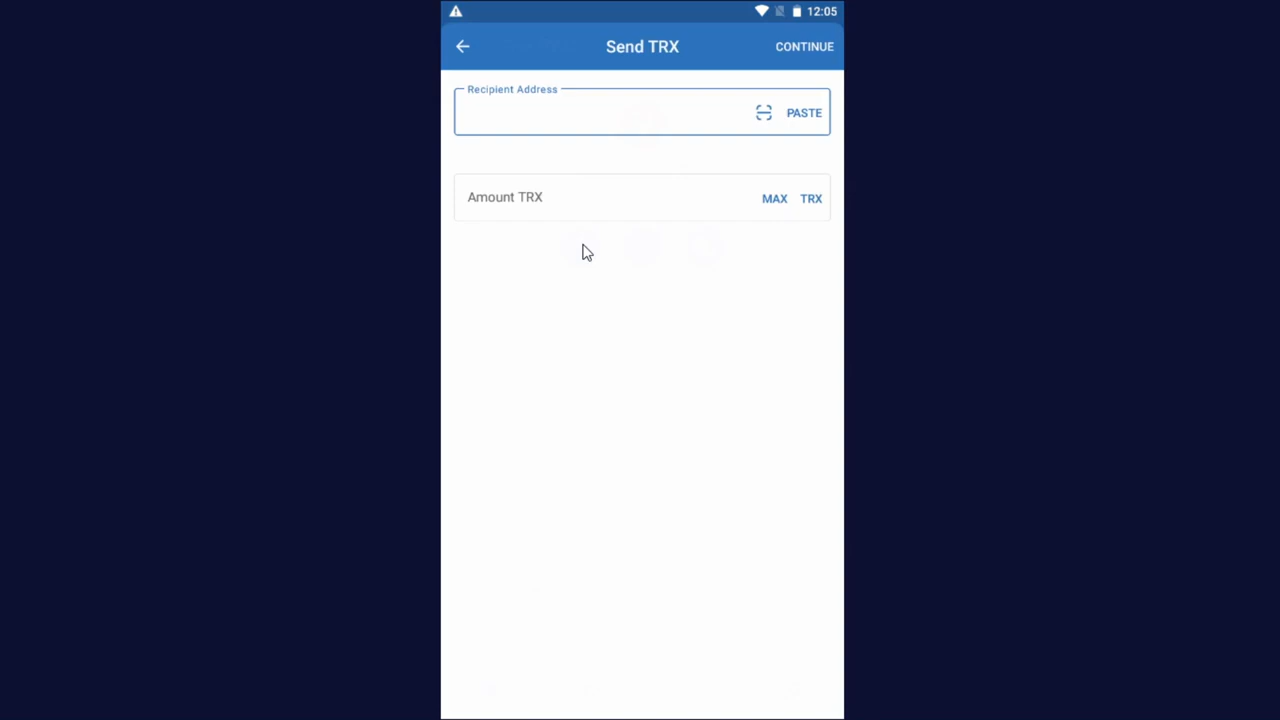 12:05
Send TRX
CONTINUE
Recipient Address
PASTE
Amount TRX
MAX TRX